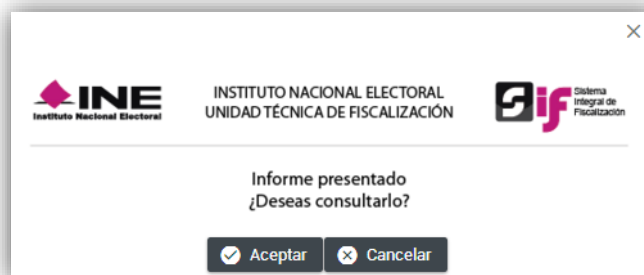 INE
Instituto Nacional Electoral
INSTITUTO NACIONAL ELECTORAL
UNIDAD TÉCNICA DE FISCALIZACIÓN
Sif
Sistema
Integral de
Fiscalización
Informe presentado
¿Deseas consultarlo?
Aceptar
Cancelar